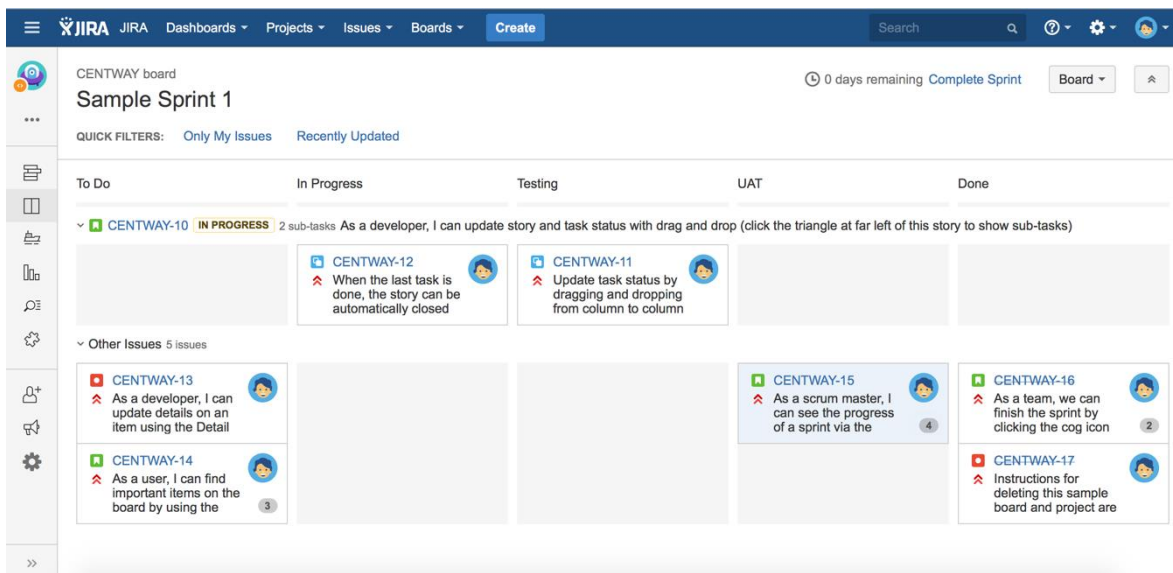 JIRA JIRA Dashboards Projects Issues Boards Create Search
CENTWAY board
0 days remaining Complete Sprint Board
Sample Sprint 1
QUICK FILTERS: Only My Issues Recently Updated
To Do In Progress Testing UAT Done
CENTWAY-10 IN PROGRESS 2 sub-tasks As a developer, I can update story and task status with drag and drop (click the triangle at far left of this story to show sub-tasks)
CENTWAY-12
When the last task is
done, the story can be
automatically closed
CENTWAY-11
Update task status by
dragging and dropping
from column to column
Other Issues 5 issues
CENTWAY-13
As a developer, I can
update details on an
item using the Detail
CENTWAY-14
As a user, I can find
important items on the
board by using the
3
CENTWAY-15
As a scrum master, I
can see the progress
of a sprint via the
4
CENTWAY-16
As a team, we can
finish the sprint by
clicking the cog icon
2
CENTWAY-17
Instructions for
deleting this sample
board and project are